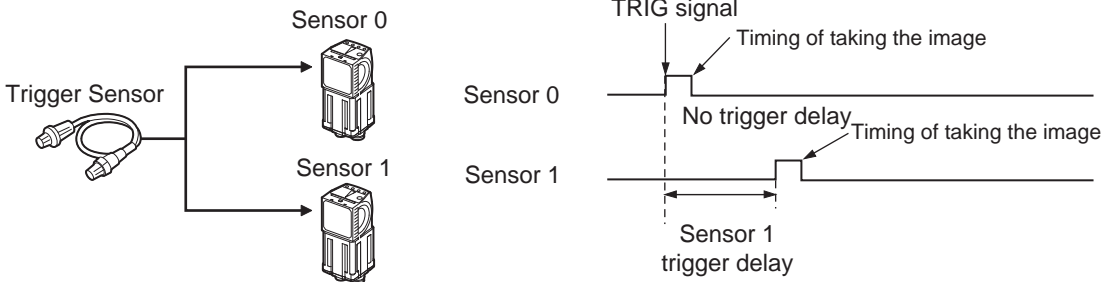 Sensor 0
Trigger Sensor
Sensor 1
TRIG signal
Timing of taking the image
Sensor 0
No trigger delay
Timing of taking the image
Sensor 1
Sensor 1
trigger delay